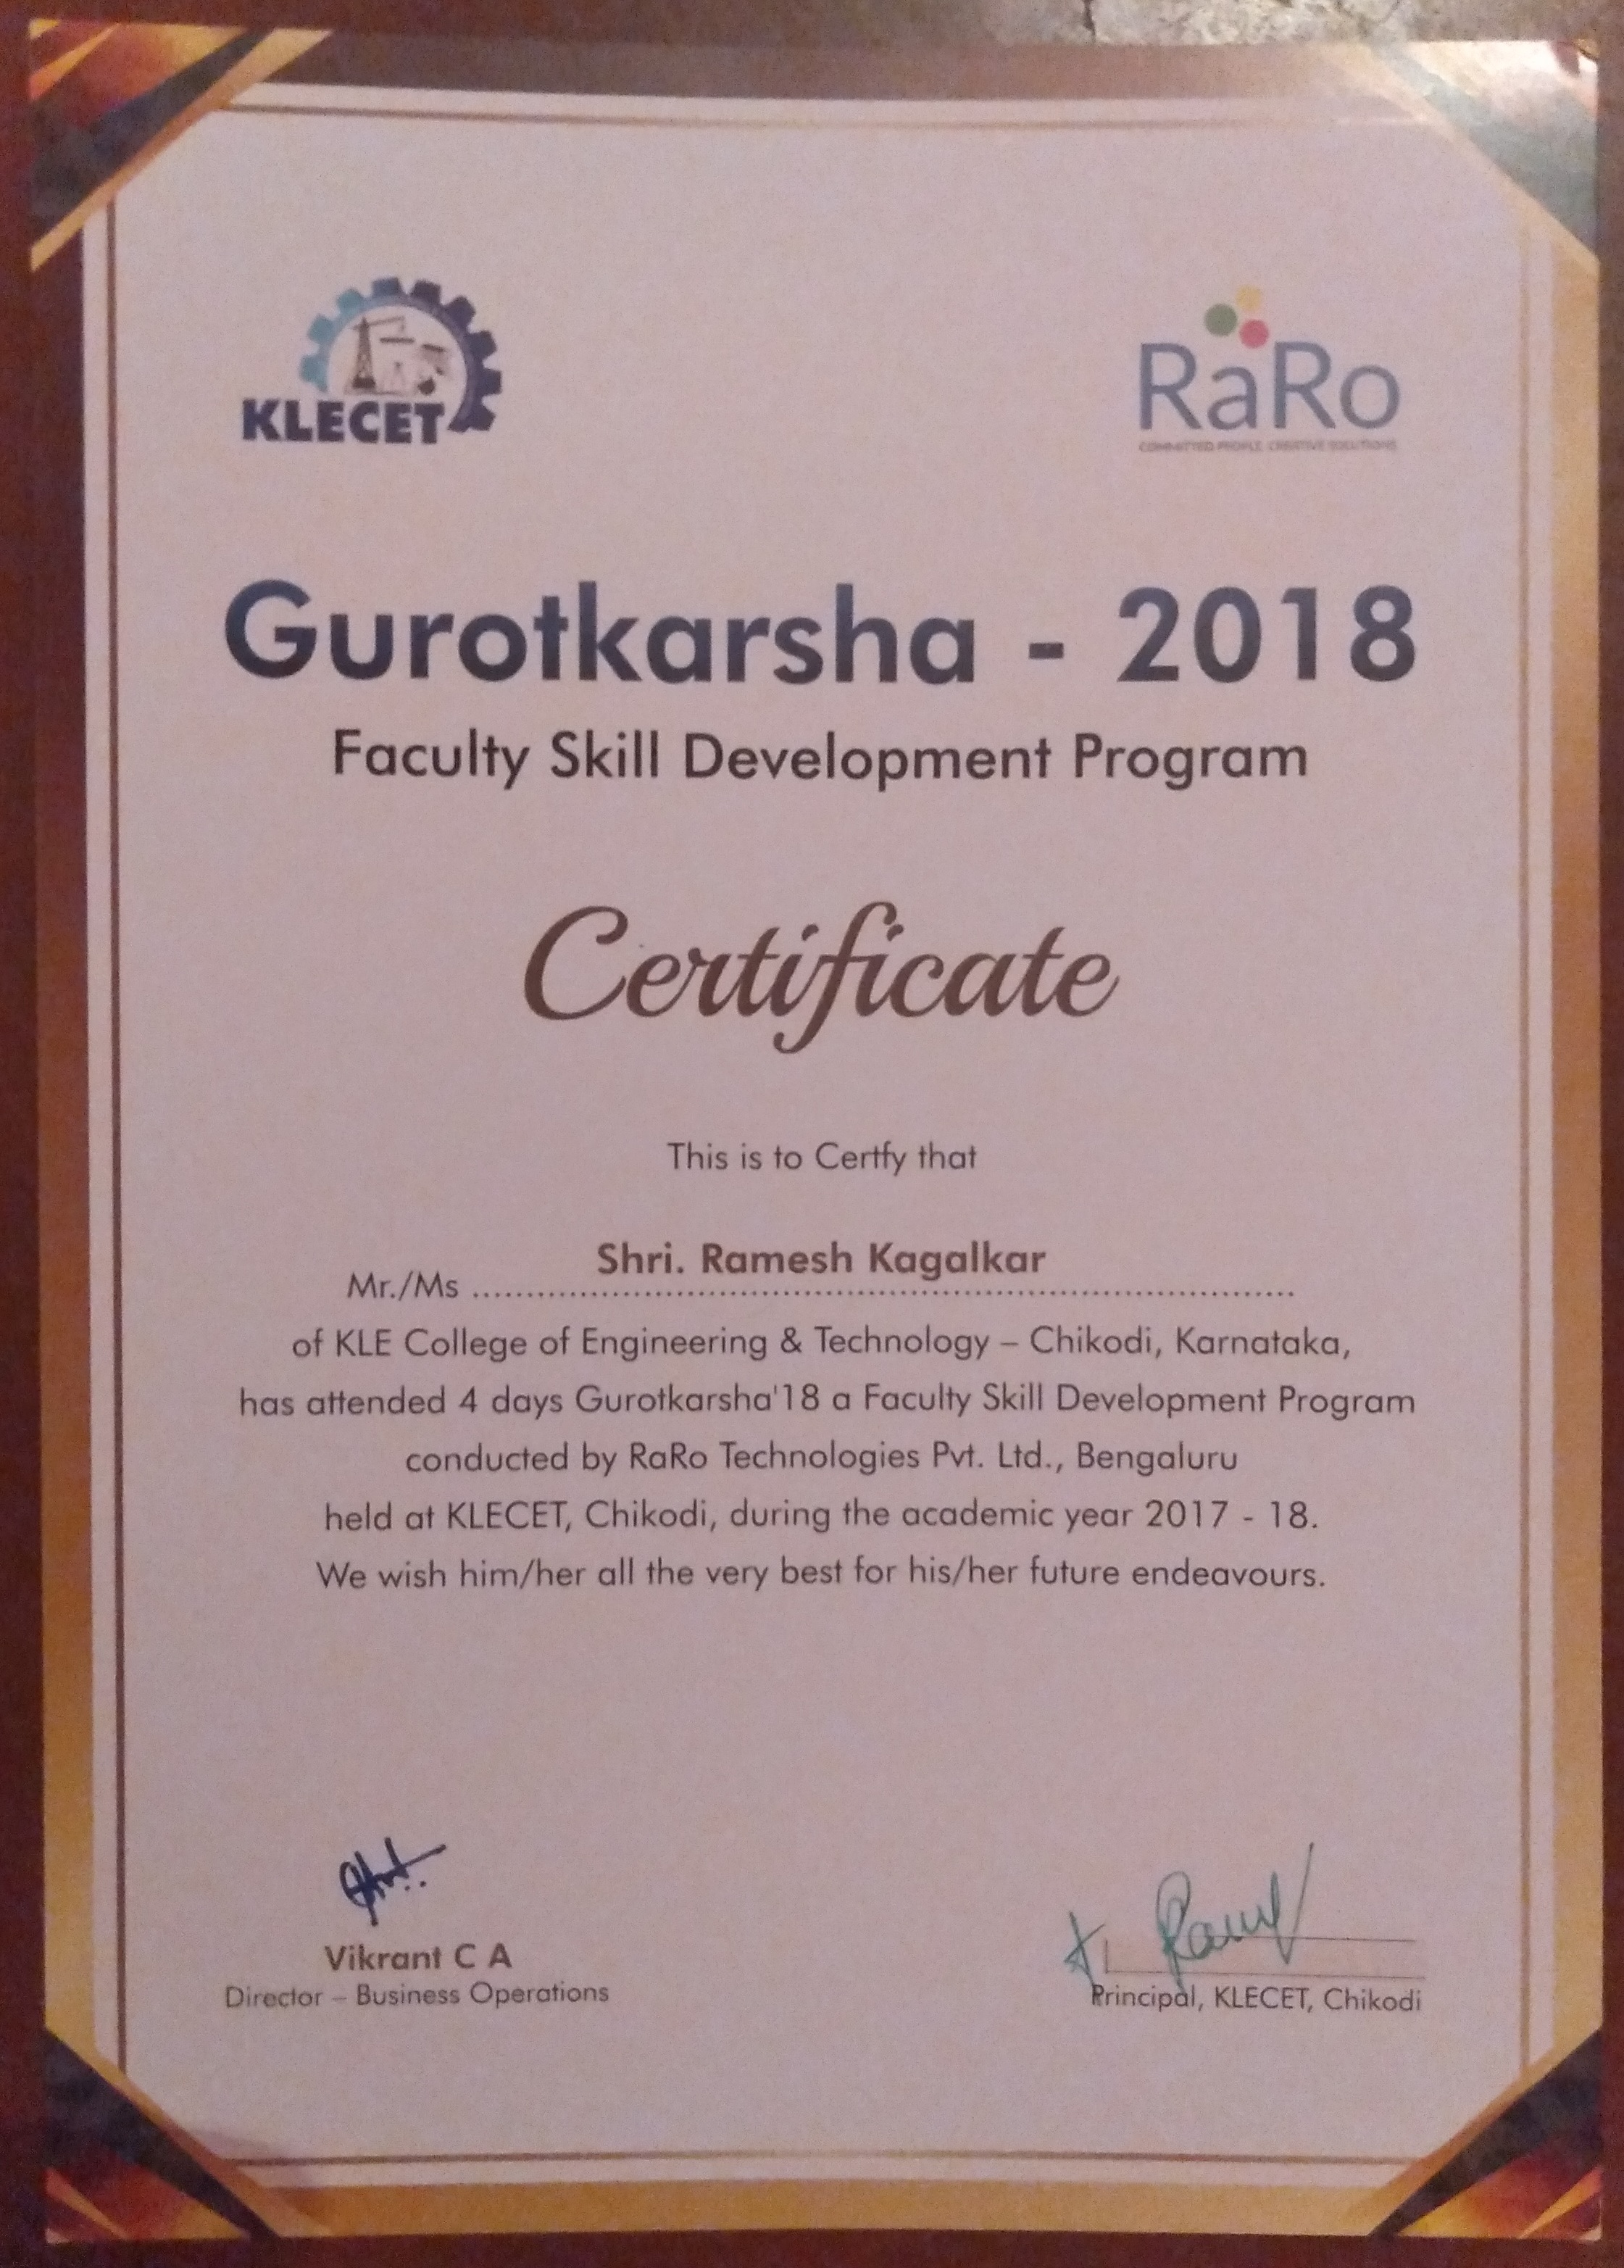 KLECET
RaRo
COMMITTED PEOPLE. CREATIVE SOLUTIONS
Gurotkarsha - 2018
Faculty Skill Development Program
Certificate
This is to Certfy that
Shri. Ramesh Kagalkar
Mr./Ms ........................................................................................
of KLE College of Engineering & Technology – Chikodi, Karnataka,
has attended 4 days Gurotkarsha'18 a Faculty Skill Development Program
conducted by RaRo Technologies Pvt. Ltd., Bengaluru
held at KLECET, Chikodi, during the academic year 2017 - 18.
We wish him/her all the very best for his/her future endeavours.
Vikrant C A
Director – Business Operations
Principal, KLECET, Chikodi